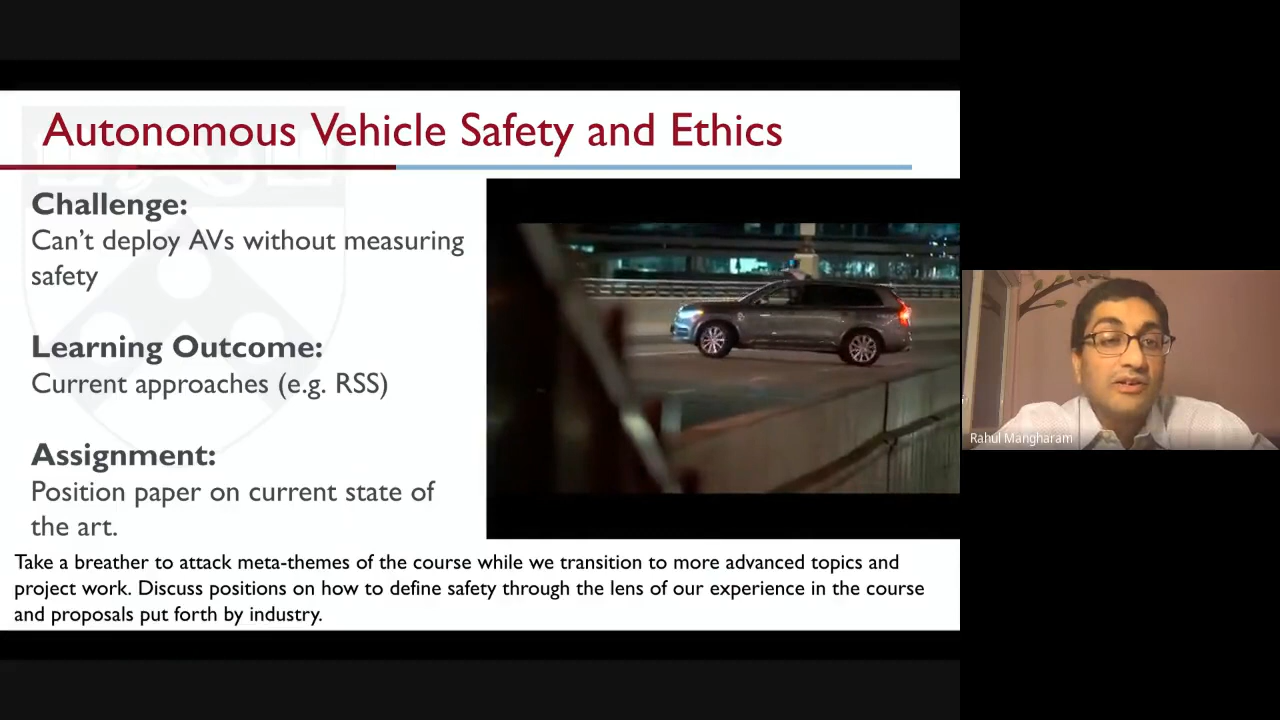 Autonomous Vehicle Safety and Ethics
Challenge:
Can't deploy AVs without measuring
safety
Learning Outcome:
Current approaches (e.g. RSS)
Assignment:
Position paper on current state of
the art.
Take a breather to attack meta-themes of the course while we transition to more advanced topics and
project work. Discuss positions on how to define safety through the lens of our experience in the course
and proposals put forth by industry.
Rahul Mangharam